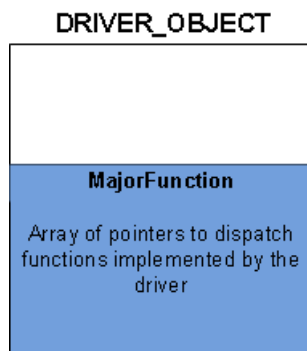 DRIVER_OBJECT
MajorFunction
Array of pointers to dispatch
functions implemented by the
driver